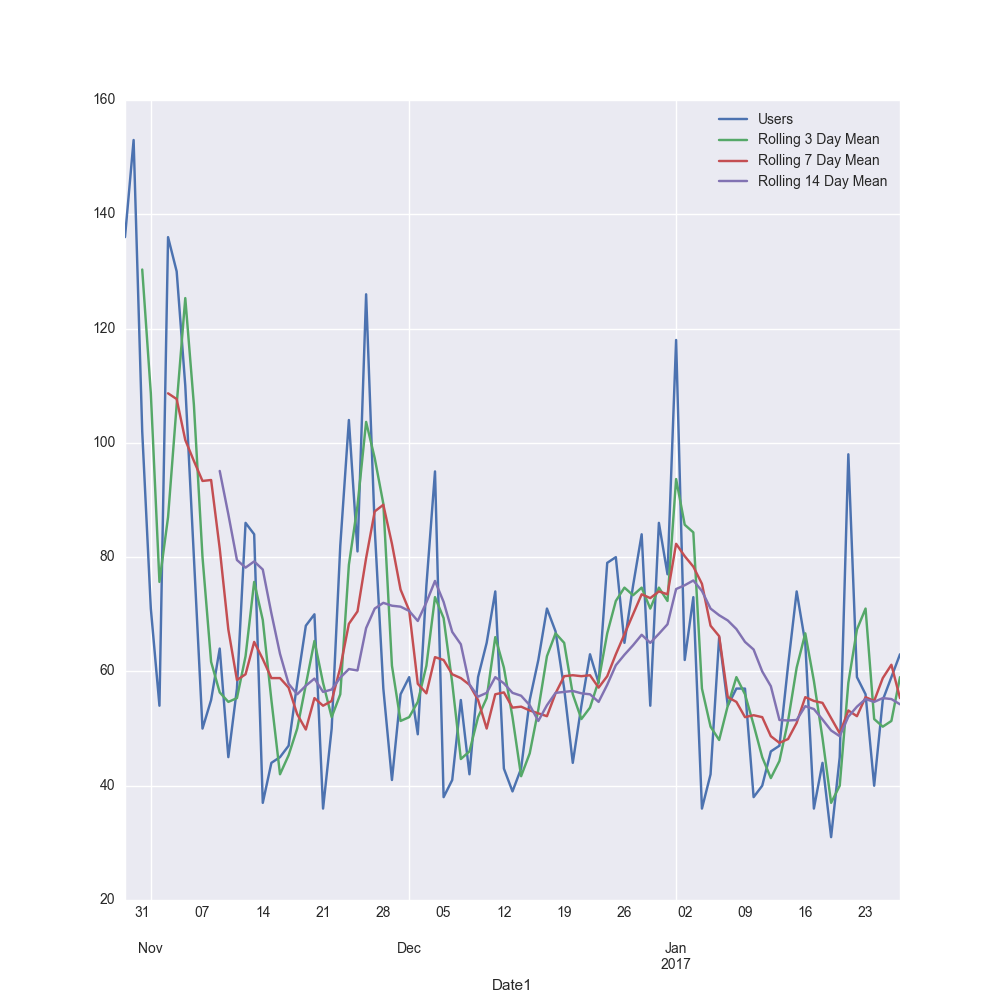 160
Users
Rolling 3 Day Mean
Rolling 7 Day Mean
Rolling 14 Day Mean
140
120
100
80
60
40
20
31 07 14 21 28 05 12 19 26 02 09 16 23
Nov Dec Jan
2017
Date1